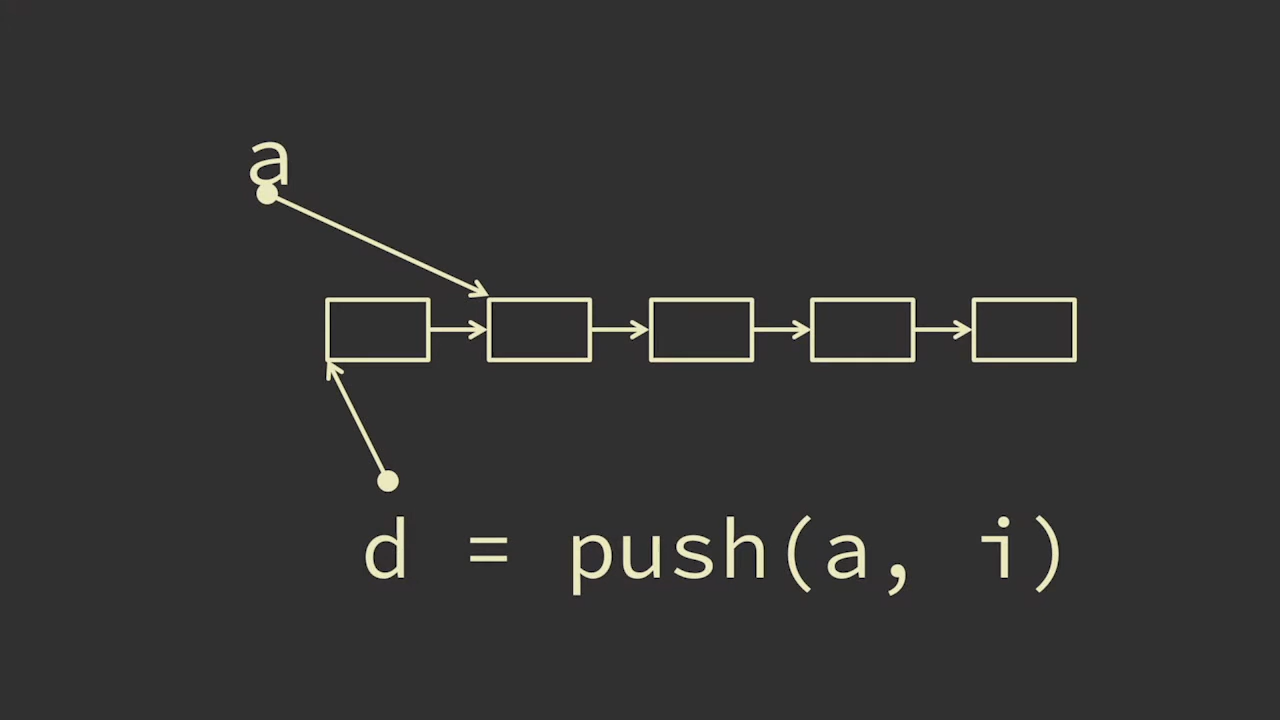 a
d = push(a, i)